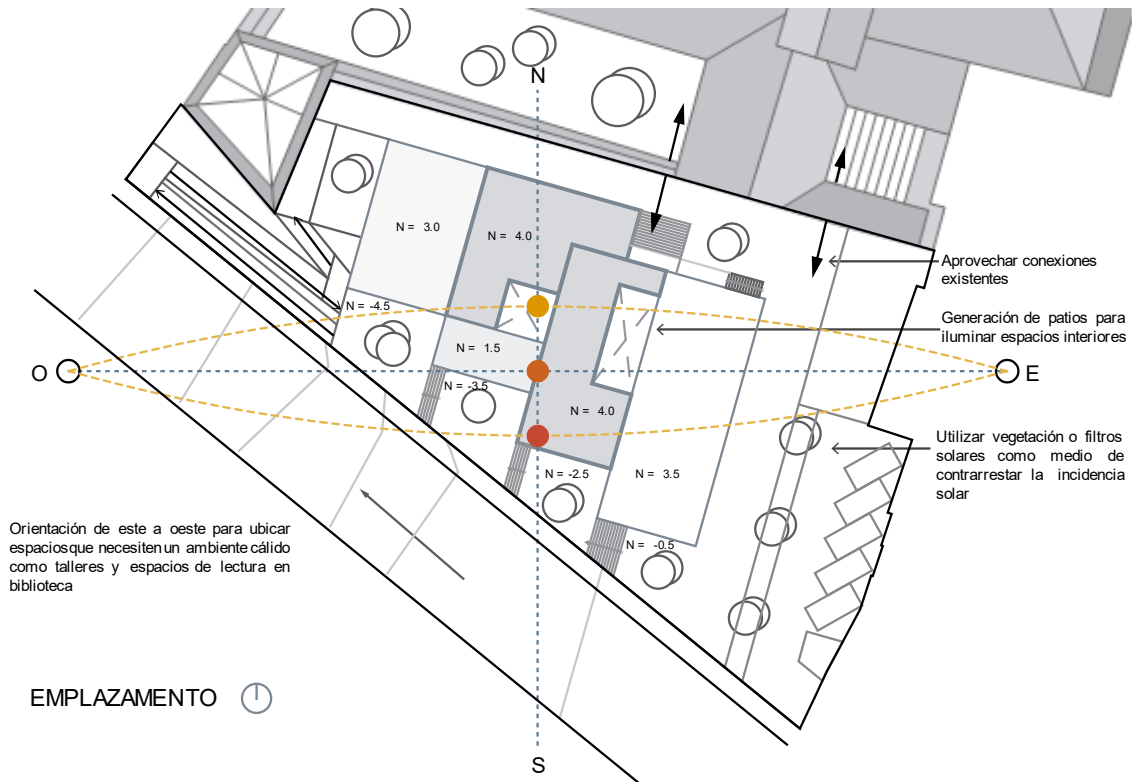 N
N = 3.0
N = 4.0
Aprovechar conexiones
existentes
N = -4.5
Generación de patios para
iluminar espacios interiores
N = 1.5
O
E
N = -3.5
N = 4.0
Utilizar vegetación o filtros
solares como medio de
contrarrestar la incidencia
solar
N = -2.5
N = 3.5
Orientación de este a oeste para ubicar
espacios que necesiten un ambiente cálido
como talleres y espacios de lectura en
biblioteca
N = -0.5
EMPLAZAMENTO
S